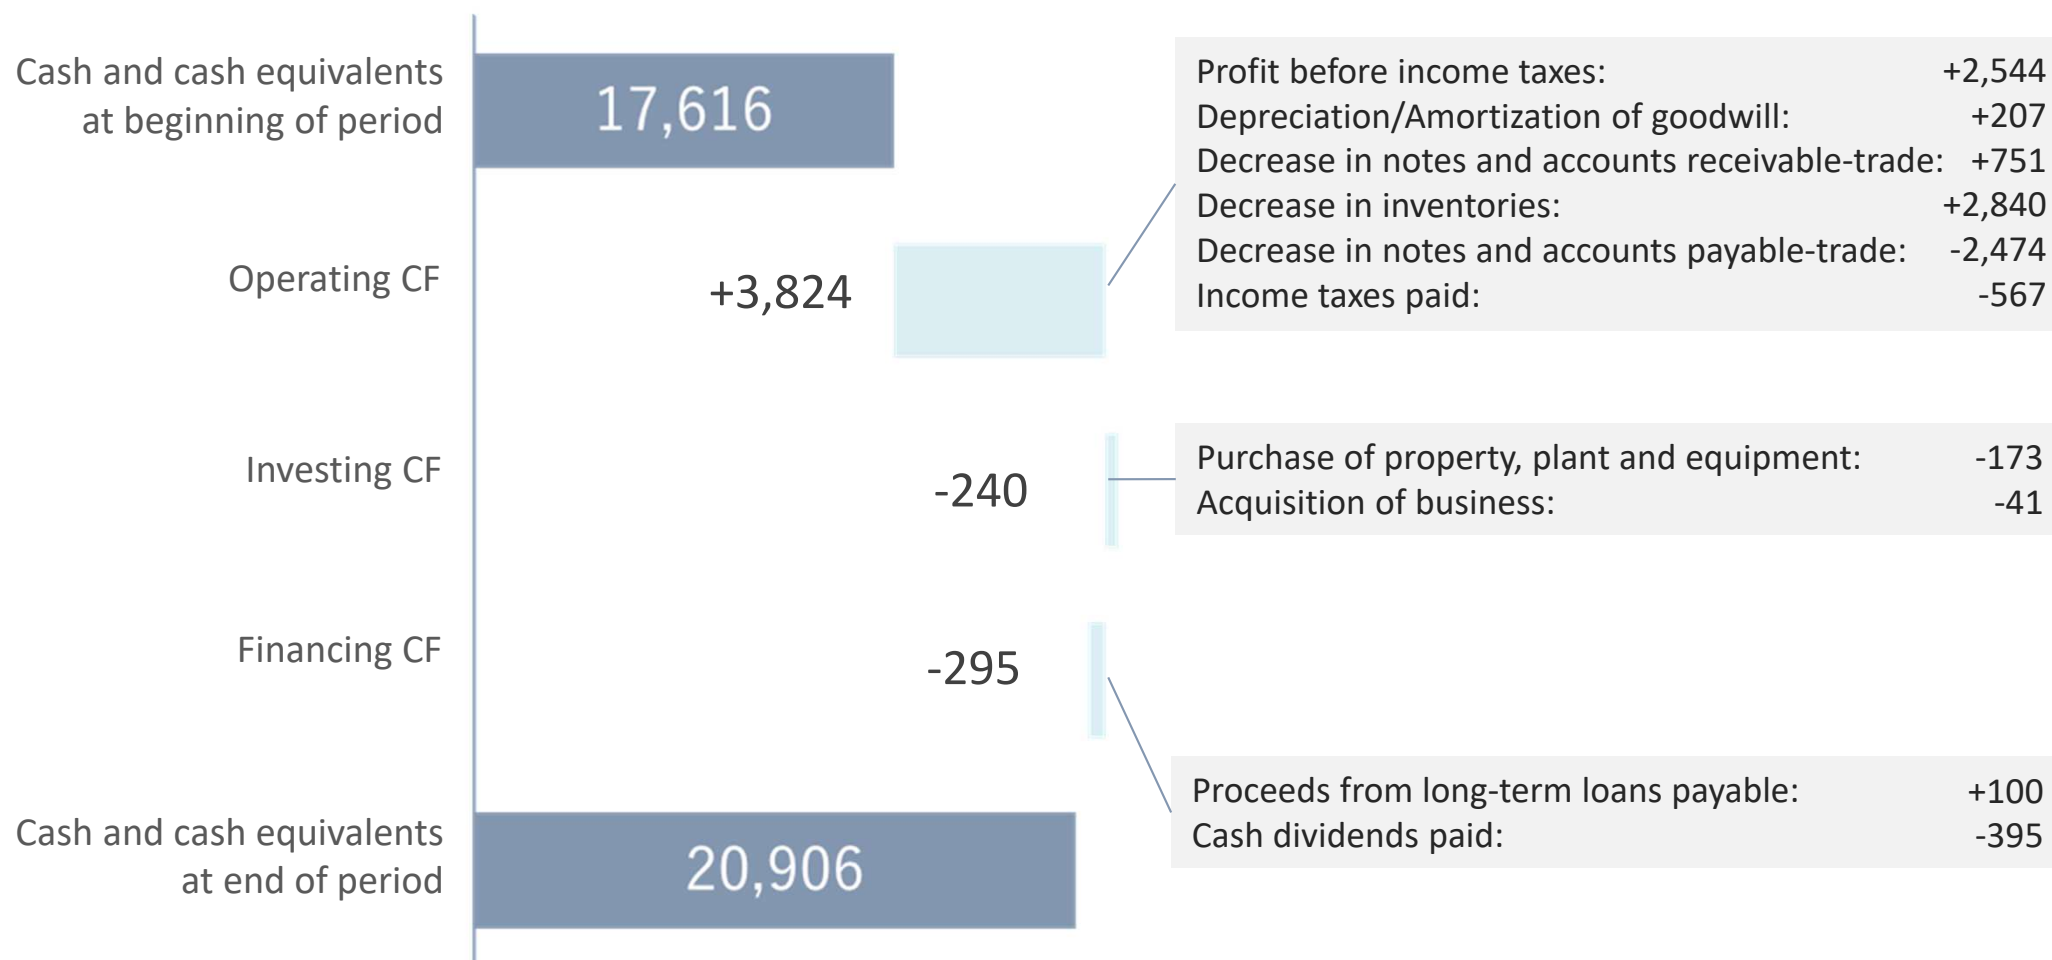 Cash and cash equivalents
at beginning of period
17,616
Profit before income taxes: +2,544
Depreciation/Amortization of goodwill: +207
Decrease in notes and accounts receivable-trade: +751
Decrease in inventories: +2,840
Decrease in notes and accounts payable-trade: -2,474
Income taxes paid: -567
Operating CF
+3,824
Investing CF
-240
Purchase of property, plant and equipment: -173
Acquisition of business: -41
Financing CF
-295
Proceeds from long-term loans payable: +100
Cash dividends paid: -395
Cash and cash equivalents
at end of period
20,906